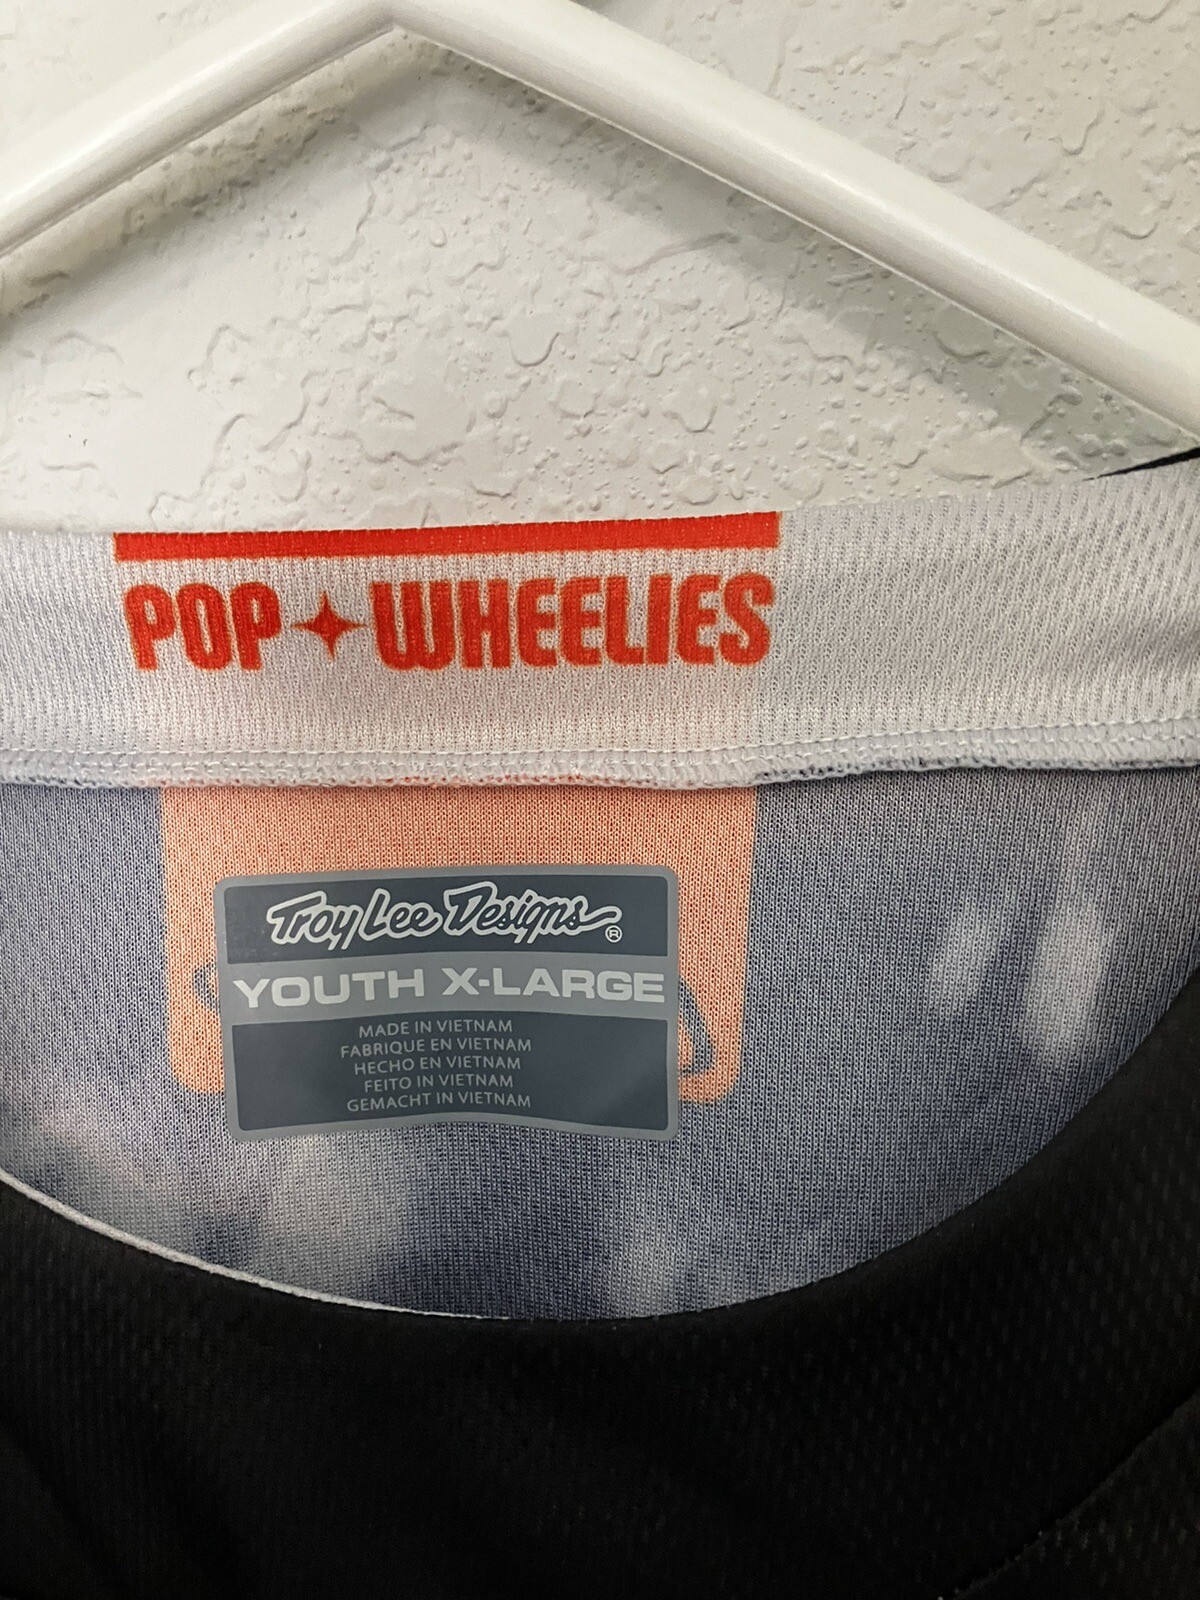 POP✦WHEELIES
Troy Lee Designs®
YOUTH X-LARGE
MADE IN VIETNAM
FABRIQUE EN VIETNAM
HECHO EN VIETNAM
FEITO IN VIETNAM
GEMACHT IN VIETNAM